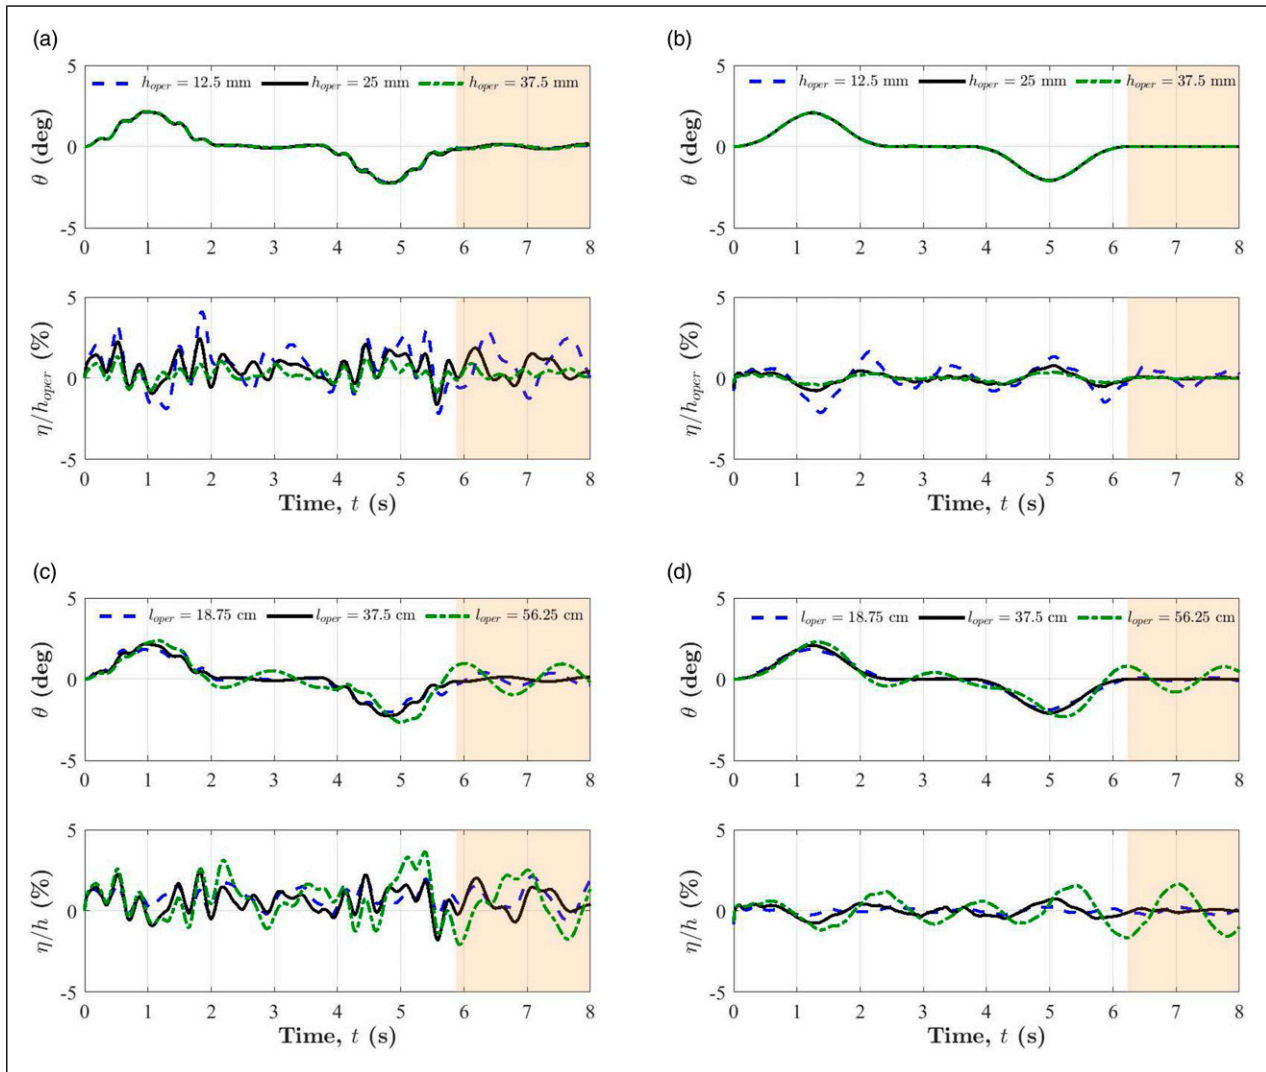 (a)
h_oper = 12.5 mm h_oper = 25 mm h_oper = 37.5 mm
5
0
-5
θ (deg)
0 1 2 3 4 5 6 7 8
5
0
-5
η/h_oper (%)
0 1 2 3 4 5 6 7 8
Time, t (s)
(b)
h_oper = 12.5 mm h_oper = 25 mm h_oper = 37.5 mm
5
0
-5
θ (deg)
0 1 2 3 4 5 6 7 8
5
0
-5
η/h_oper (%)
0 1 2 3 4 5 6 7 8
Time, t (s)
(c)
l_oper = 18.75 cm l_oper = 37.5 cm l_oper = 56.25 cm
5
0
-5
θ (deg)
0 1 2 3 4 5 6 7 8
5
0
-5
η/h (%)
0 1 2 3 4 5 6 7 8
Time, t (s)
(d)
l_oper = 18.75 cm l_oper = 37.5 cm l_oper = 56.25 cm
5
0
-5
θ (deg)
0 1 2 3 4 5 6 7 8
5
0
-5
η/h (%)
0 1 2 3 4 5 6 7 8
Time, t (s)